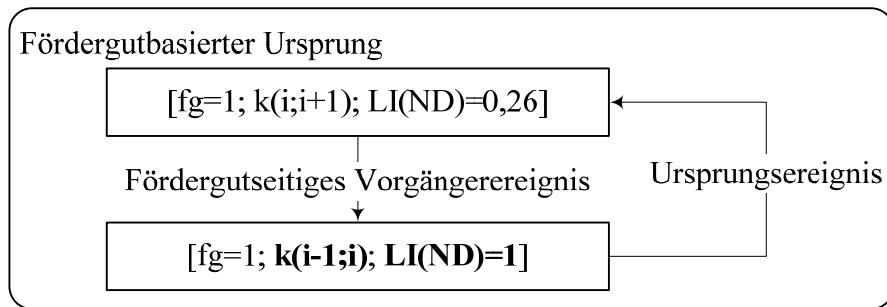 Fördergutbasierter Ursprung
[fg=1; k(i;i+1); LI(ND)=0,26]
Fördergutseitiges Vorgängerereignis
Ursprungsereignis
[fg=1; k(i-1;i); LI(ND)=1]